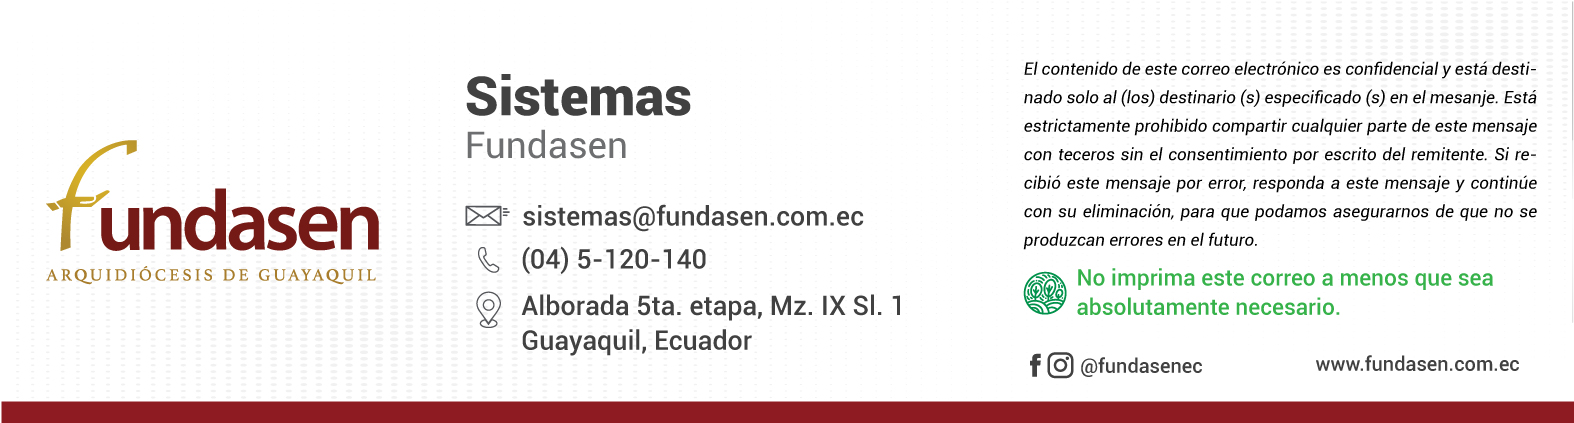 fundasen
ARQUIDIÓCESIS DE GUAYAQUIL
Sistemas
Fundasen
sistemas@fundasen.com.ec
(04) 5-120-140
Alborada 5ta. etapa, Mz. IX Sl. 1
Guayaquil, Ecuador
El contenido de este correo electrónico es confidencial y está desti-
nado solo al (los) destinario (s) especificado (s) en el mesanje. Está
estrictamente prohibido compartir cualquier parte de este mensaje
con teceros sin el consentimiento por escrito del remitente. Si re-
cibió este mensaje por error, responda a este mensaje y continúe
con su eliminación, para que podamos asegurarnos de que no se
produzcan errores en el futuro.
No imprima este correo a menos que sea
absolutamente necesario.
@fundasenec
www.fundasen.com.ec